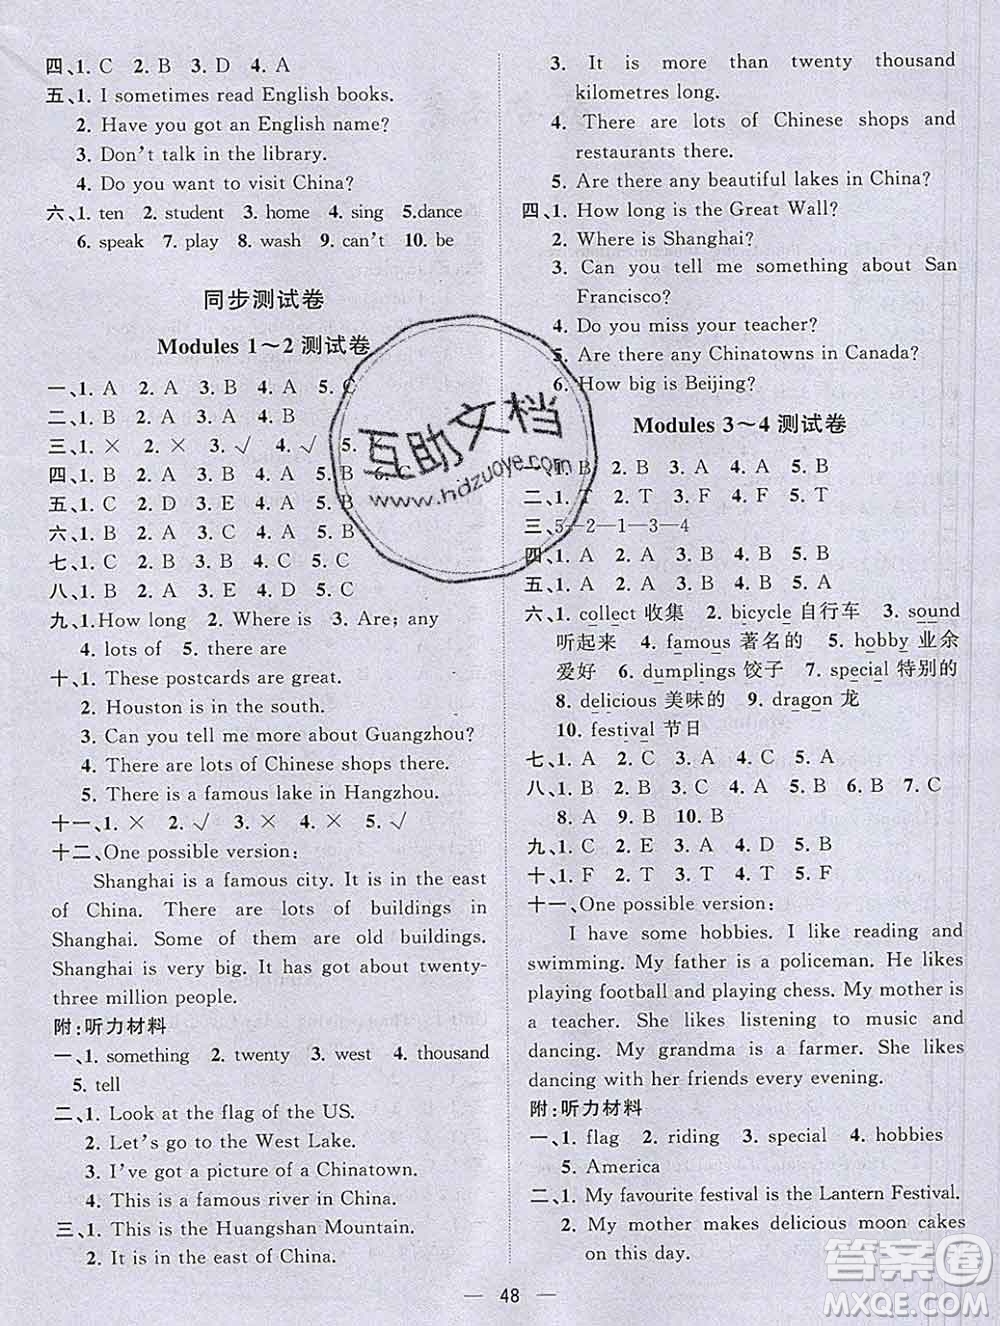 四、1. C 2. B 3. D 4. A
五、1. I sometimes read English books.
2. Have you got an English name?
3. Don't talk in the library.
4. Do you want to visit China?
六、1. ten 2. student 3. home 4. sing 5.dance
6. speak 7. play 8. wash 9. can't 10. be
同步测试卷
Modules 1～2 测试卷
一、1. A 2. A 3. B 4. A 5. C
二、1. B 2. A 3. A 4. B
三、1. × 2. × 3. √ 4. √ 5.
四、1. B 2. A 3. A 4. A 5. B 6. C
五、1. C 2. D 3. A 4. B 5. E
六、1. B 2. C 3. A 4. B 5. B
七、1. C 2. C 3. B 4. A 5. B
八、1. B 2. A 3. E 4. D 5. C
九、1.How long 2. Where is 3. Are; any
4. lots of 5. there are
十、1. These postcards are great.
2. Houston is in the south.
3. Can you tell me more about Guangzhou?
4. There are lots of Chinese shops there.
5. There is a famous lake in Hangzhou.
十一、1. × 2. √ 3. × 4. × 5. √
十二、One possible version:
Shanghai is a famous city. It is in the east
of China. There are lots of buildings in
Shanghai. Some of them are old buildings.
Shanghai is very big. It has got about twenty-
three million people.
附:听力材料
一、1. something 2. twenty 3. west 4. thousand
5. tell
二、1. Look at the flag of the US.
2. Let's go to the West Lake.
3. I've got a picture of a Chinatown.
4. This is a famous river in China.
三、1. This is the Huangshan Mountain.
2. It is in the east of China.
3. It is more than twenty thousand
kilometres long.
4. There are lots of Chinese shops and
restaurants there.
5. Are there any beautiful lakes in China?
四、1. How long is the Great Wall?
2. Where is Shanghai?
3. Can you tell me something about San
Francisco?
4. Do you miss your teacher?
5. Are there any Chinatowns in Canada?
6. How big is Beijing?
Modules 3～4 测试卷
一、1. B 2. B 3. A 4. A 5. B
二、1. T 2. T 3. F 4. F 5. T
三、5—2—1—3—4
四、1. A 2. A 3. B 4. B 5. B
五、1. A 2. A 3. B 4. B 5. A
六、1. collect 收集 2. bicycle 自行车 3. sound
听起来 4. famous 著名的 5. hobby 业余
爱好 6. dumplings 饺子 7. special 特别的
8. delicious 美味的 9. dragon 龙
10. festival 节日
七、1. A 2. C 3. B 4. C 5. A
八、1. B 2. B 3. C 4. A 5. B 6. B 7. C
8. A 9. B 10. B
九、1. C 2. E 3. A 4. D 5. B
十、1. F 2. T 3. T 4. T 5. F
十一、One possible version:
I have some hobbies. I like reading and
swimming. My father is a policeman. He likes
playing football and playing chess. My mother is
a teacher. She likes listening to music and
dancing. My grandma is a farmer. She likes
dancing with her friends every evening.
附:听力材料
一、1. flag 2. riding 3. special 4. hobbies
5. America
二、1. My favourite festival is the Lantern Festival.
2. My mother makes delicious moon cakes
on this day.
— 48 —
互助文档
www.hdzuoye.com
答案圈
MXQE.COM